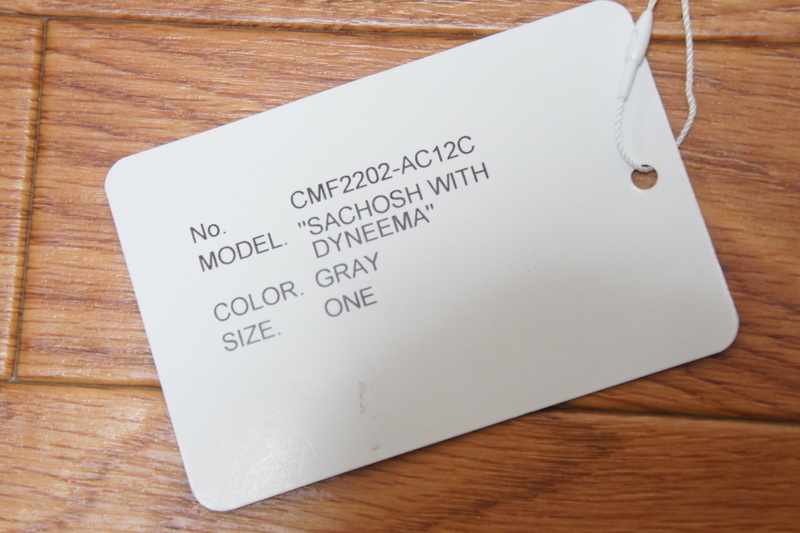 No. CMF2202-AC12C
MODEL. "SACHOSH WITH
DYNEEMA"
COLOR. GRAY
SIZE. ONE